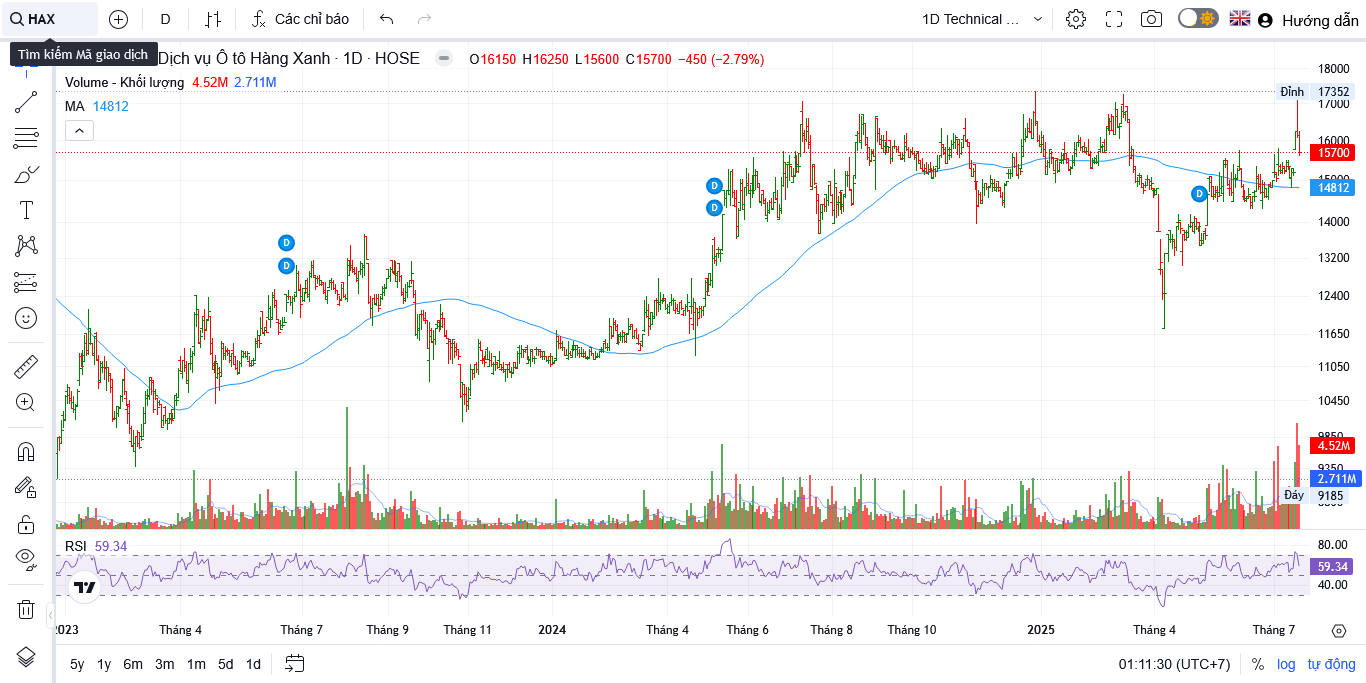 HAX
D
Các chỉ báo
1D Technical ...
Hướng dẫn
Tìm kiếm Mã giao dịch
Dịch vụ Ô tô Hàng Xanh · 1D · HOSE
O16150 H16250 L15600 C15700 −450 (−2.79%)
Volume - Khối lượng 4.52M 2.711M
MA 14812
18000
Đỉnh 17352
17000
16000
15700
15000
14812
14000
13200
12400
11650
11050
10450
9850
4.52M
9350
2.711M
Đáy 9185
D
D
D
D
D
RSI 59.34
80.00
59.34
40.00
2023 Tháng 4 Tháng 7 Tháng 9 Tháng 11 2024 Tháng 4 Tháng 6 Tháng 8 Tháng 10 2025 Tháng 4 Tháng 7
5y 1y 6m 3m 1m 5d 1d
01:11:30 (UTC+7) % log tự động